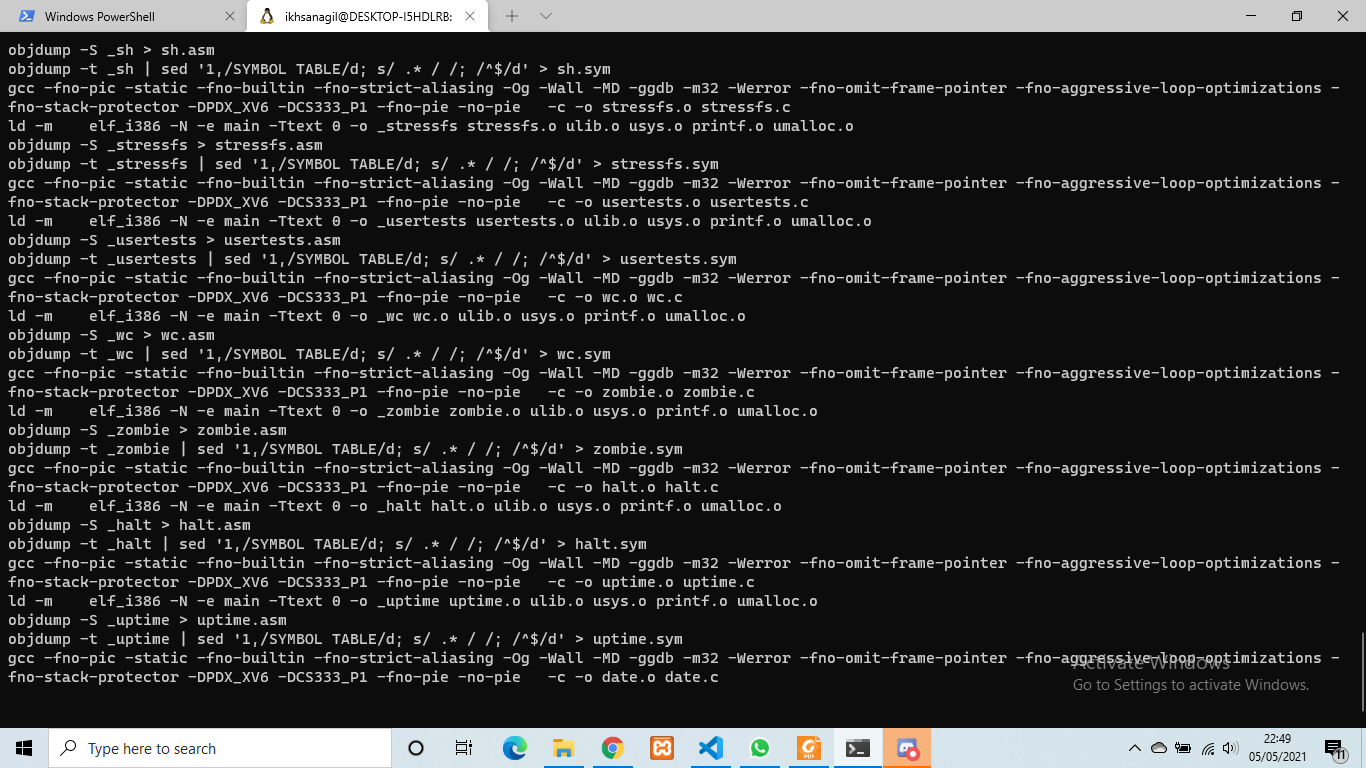 Windows PowerShell
ikhsanagil@DESKTOP-I5HDLRB:
objdump -S _sh > sh.asm
objdump -t _sh | sed '1,/SYMBOL TABLE/d; s/ .* / /; /^$/d' > sh.sym
gcc -fno-pic -static -fno-builtin -fno-strict-aliasing -Og -Wall -MD -ggdb -m32 -Werror -fno-omit-frame-pointer -fno-aggressive-loop-optimizations -
fno-stack-protector -DPDX_XV6 -DCS333_P1 -fno-pie -no-pie   -c -o stressfs.o stressfs.c
ld -m    elf_i386 -N -e main -Ttext 0 -o _stressfs stressfs.o ulib.o usys.o printf.o umalloc.o
objdump -S _stressfs > stressfs.asm
objdump -t _stressfs | sed '1,/SYMBOL TABLE/d; s/ .* / /; /^$/d' > stressfs.sym
gcc -fno-pic -static -fno-builtin -fno-strict-aliasing -Og -Wall -MD -ggdb -m32 -Werror -fno-omit-frame-pointer -fno-aggressive-loop-optimizations -
fno-stack-protector -DPDX_XV6 -DCS333_P1 -fno-pie -no-pie   -c -o usertests.o usertests.c
ld -m    elf_i386 -N -e main -Ttext 0 -o _usertests usertests.o ulib.o usys.o printf.o umalloc.o
objdump -S _usertests > usertests.asm
objdump -t _usertests | sed '1,/SYMBOL TABLE/d; s/ .* / /; /^$/d' > usertests.sym
gcc -fno-pic -static -fno-builtin -fno-strict-aliasing -Og -Wall -MD -ggdb -m32 -Werror -fno-omit-frame-pointer -fno-aggressive-loop-optimizations -
fno-stack-protector -DPDX_XV6 -DCS333_P1 -fno-pie -no-pie   -c -o wc.o wc.c
ld -m    elf_i386 -N -e main -Ttext 0 -o _wc wc.o ulib.o usys.o printf.o umalloc.o
objdump -S _wc > wc.asm
objdump -t _wc | sed '1,/SYMBOL TABLE/d; s/ .* / /; /^$/d' > wc.sym
gcc -fno-pic -static -fno-builtin -fno-strict-aliasing -Og -Wall -MD -ggdb -m32 -Werror -fno-omit-frame-pointer -fno-aggressive-loop-optimizations -
fno-stack-protector -DPDX_XV6 -DCS333_P1 -fno-pie -no-pie   -c -o zombie.o zombie.c
ld -m    elf_i386 -N -e main -Ttext 0 -o _zombie zombie.o ulib.o usys.o printf.o umalloc.o
objdump -S _zombie > zombie.asm
objdump -t _zombie | sed '1,/SYMBOL TABLE/d; s/ .* / /; /^$/d' > zombie.sym
gcc -fno-pic -static -fno-builtin -fno-strict-aliasing -Og -Wall -MD -ggdb -m32 -Werror -fno-omit-frame-pointer -fno-aggressive-loop-optimizations -
fno-stack-protector -DPDX_XV6 -DCS333_P1 -fno-pie -no-pie   -c -o halt.o halt.c
ld -m    elf_i386 -N -e main -Ttext 0 -o _halt halt.o ulib.o usys.o printf.o umalloc.o
objdump -S _halt > halt.asm
objdump -t _halt | sed '1,/SYMBOL TABLE/d; s/ .* / /; /^$/d' > halt.sym
gcc -fno-pic -static -fno-builtin -fno-strict-aliasing -Og -Wall -MD -ggdb -m32 -Werror -fno-omit-frame-pointer -fno-aggressive-loop-optimizations -
fno-stack-protector -DPDX_XV6 -DCS333_P1 -fno-pie -no-pie   -c -o uptime.o uptime.c
ld -m    elf_i386 -N -e main -Ttext 0 -o _uptime uptime.o ulib.o usys.o printf.o umalloc.o
objdump -S _uptime > uptime.asm
objdump -t _uptime | sed '1,/SYMBOL TABLE/d; s/ .* / /; /^$/d' > uptime.sym
gcc -fno-pic -static -fno-builtin -fno-strict-aliasing -Og -Wall -MD -ggdb -m32 -Werror -fno-omit-frame-pointer -fno-aggressive-loop-optimizations -
fno-stack-protector -DPDX_XV6 -DCS333_P1 -fno-pie -no-pie   -c -o date.o date.c
Activate Windows
Go to Settings to activate Windows.
Type here to search
PDF
22:49
05/05/2021
11